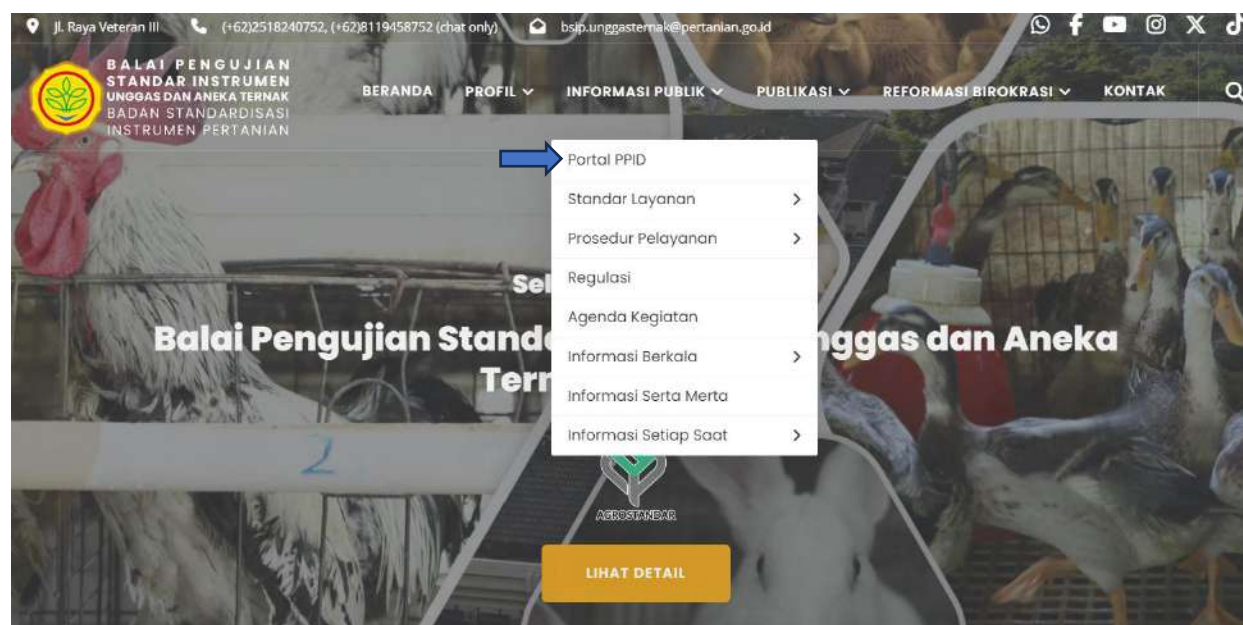 Jl. Raya Veteran III (+62)2518240752, (+62)8119458752 (chat only) bsip.unggasternak@pertanian.go.id
BALAI PENGUJIAN
STANDAR INSTRUMEN
UNGGAS DAN ANEKA TERNAK
BADAN STANDARDISASI
INSTRUMEN PERTANIAN
BERANDA PROFIL INFORMASI PUBLIK PUBLIKASI REFORMASI BIROKRASI KONTAK
Portal PPID
Standar Layanan
Prosedur Pelayanan
Regulasi
Agenda Kegiatan
Informasi Berkala
Informasi Serta Merta
Informasi Setiap Saat
Sel
Balai Pengujian Stand nggas dan Aneka
Ter
2
AGROSTANDAR
LIHAT DETAIL